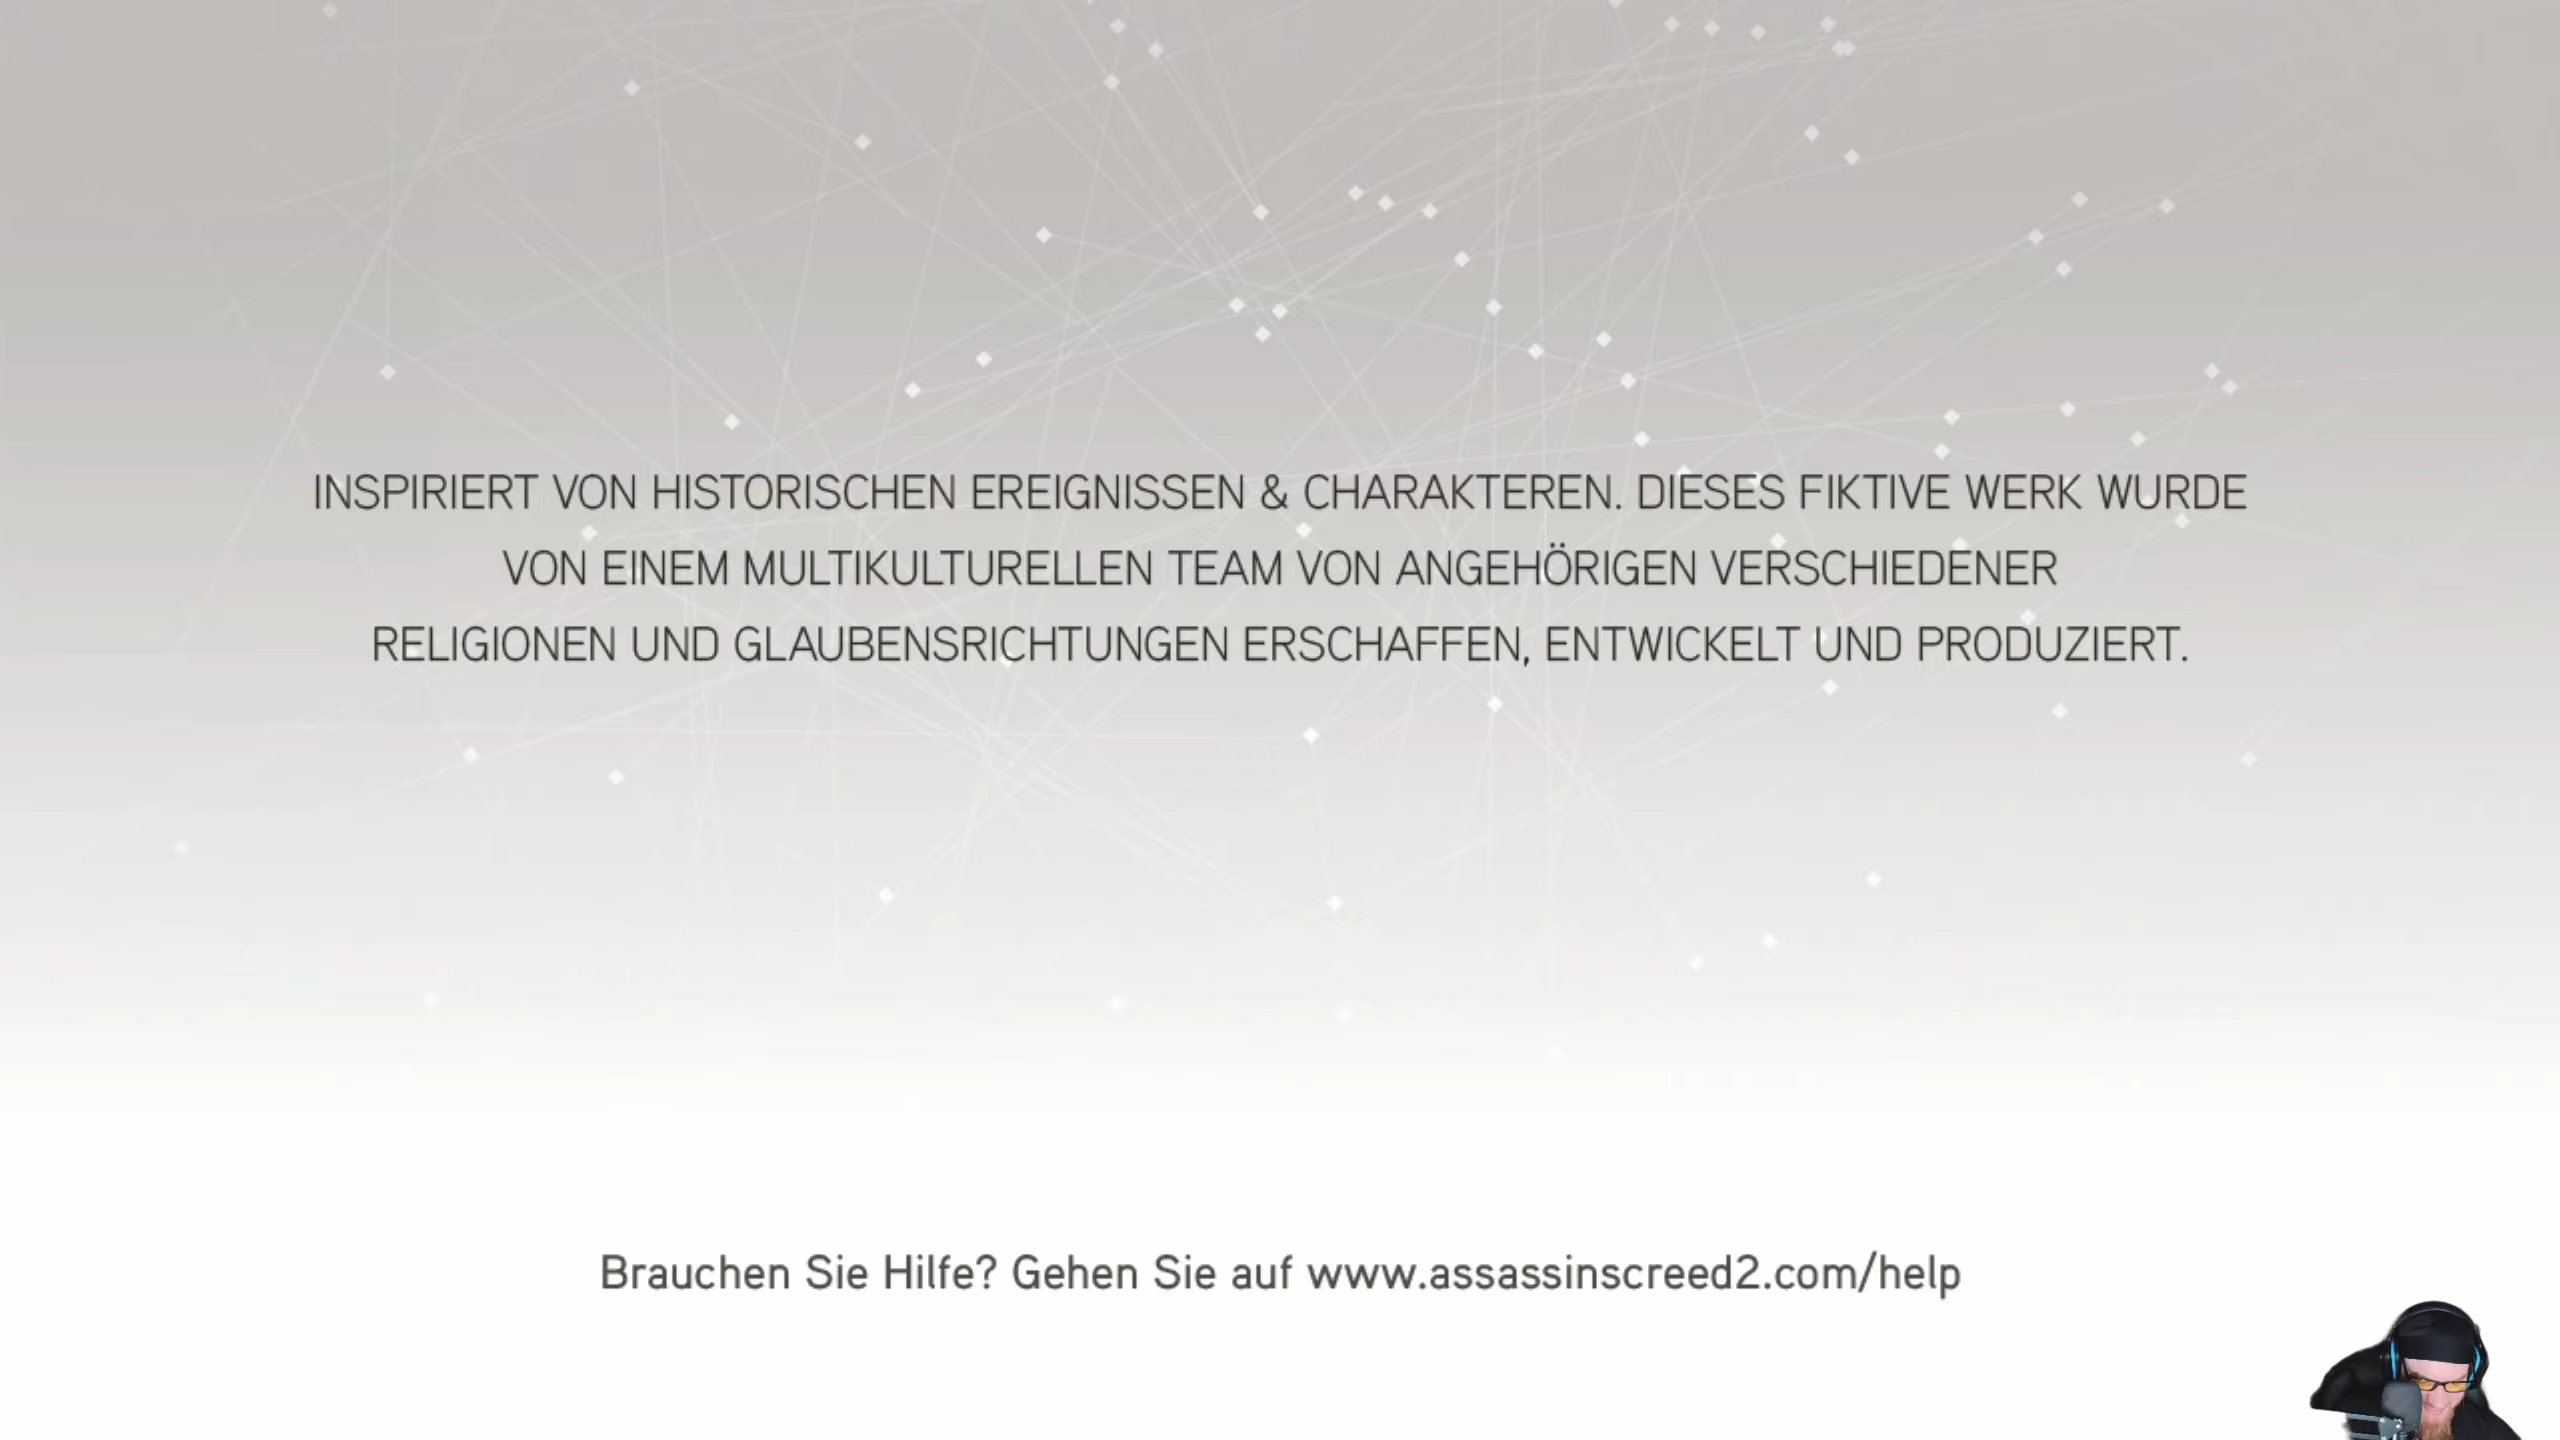 INSPIRIERT VON HISTORISCHEN EREIGNISSEN & CHARAKTEREN. DIESES FIKTIVE WERK WURDE
VON EINEM MULTIKULTURELLEN TEAM VON ANGEHÖRIGEN VERSCHIEDENER
RELIGIONEN UND GLAUBENSRICHTUNGEN ERSCHAFFEN, ENTWICKELT UND PRODUZIERT.
Brauchen Sie Hilfe? Gehen Sie auf www.assassinscreed2.com/help